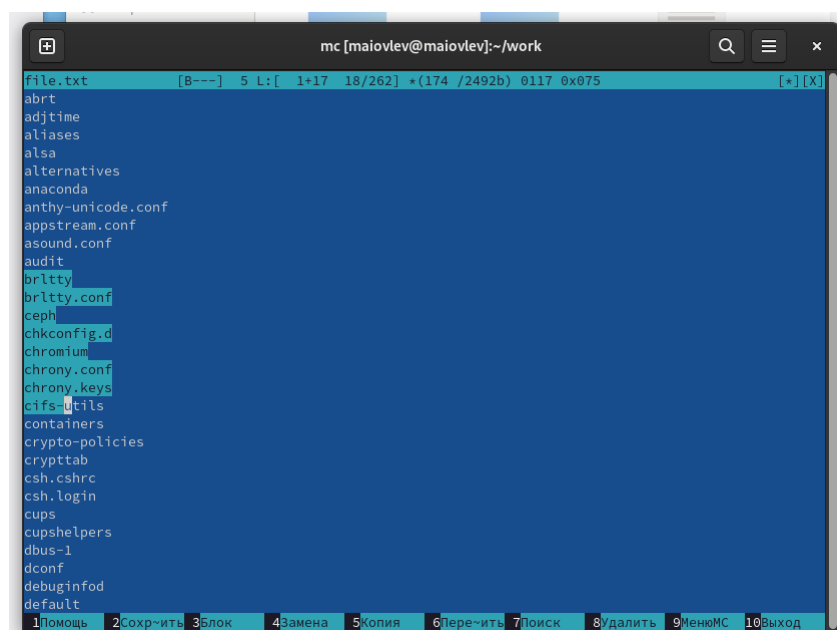 mc [maiovlev@maiovlev]:~/work
file.txt [B---] 5 L:[ 1+17 18/262] *(174 /2492b) 0117 0x075 [*][X]
abrt
adjtime
aliases
alsa
alternatives
anaconda
anthy-unicode.conf
appstream.conf
asound.conf
audit
brltty
brltty.conf
ceph
chkconfig.d
chromium
chrony.conf
chrony.keys
cifs-utils
containers
crypto-policies
crypttab
csh.cshrc
csh.login
cups
cupshelpers
dbus-1
dconf
debuginfod
default
1Помощь 2Сохр~ить 3Блок 4Замена 5Копия 6Пере~ить 7Поиск 8Удалить 9МенюMC 10Выход